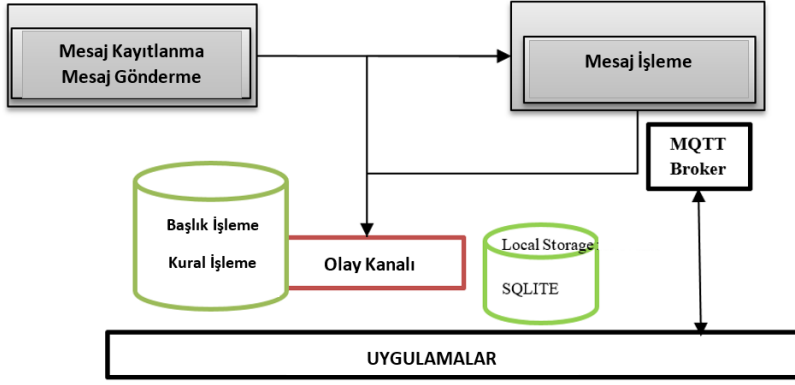 Mesaj Kayıtlanma
Mesaj Gönderme
Mesaj İşleme
MQTT
Broker
Başlık İşleme
Kural İşleme
Olay Kanalı
Local Storage:
SQLITE
UYGULAMALAR